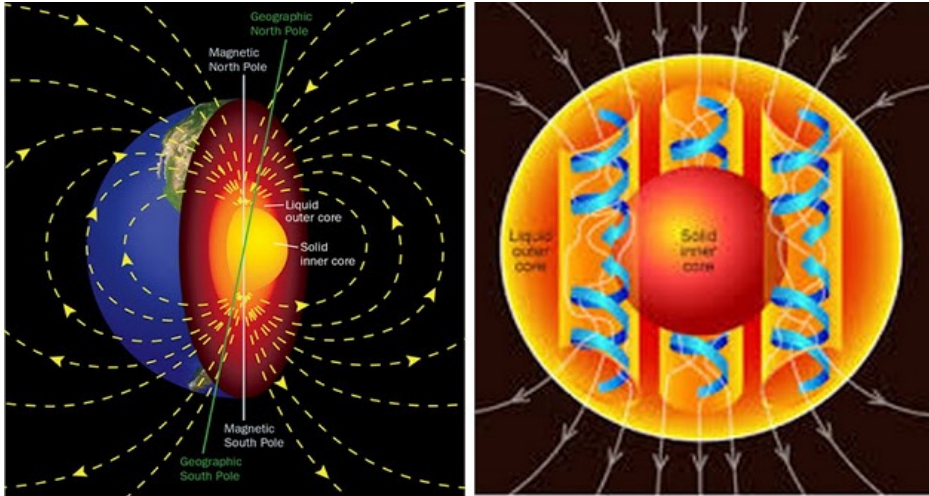 Geographic
North Pole
Magnetic
North Pole
Liquid
outer core
Solid
inner core
Magnetic
South Pole
Geographic
South Pole
Liquid
outer
core
Solid
inner
core